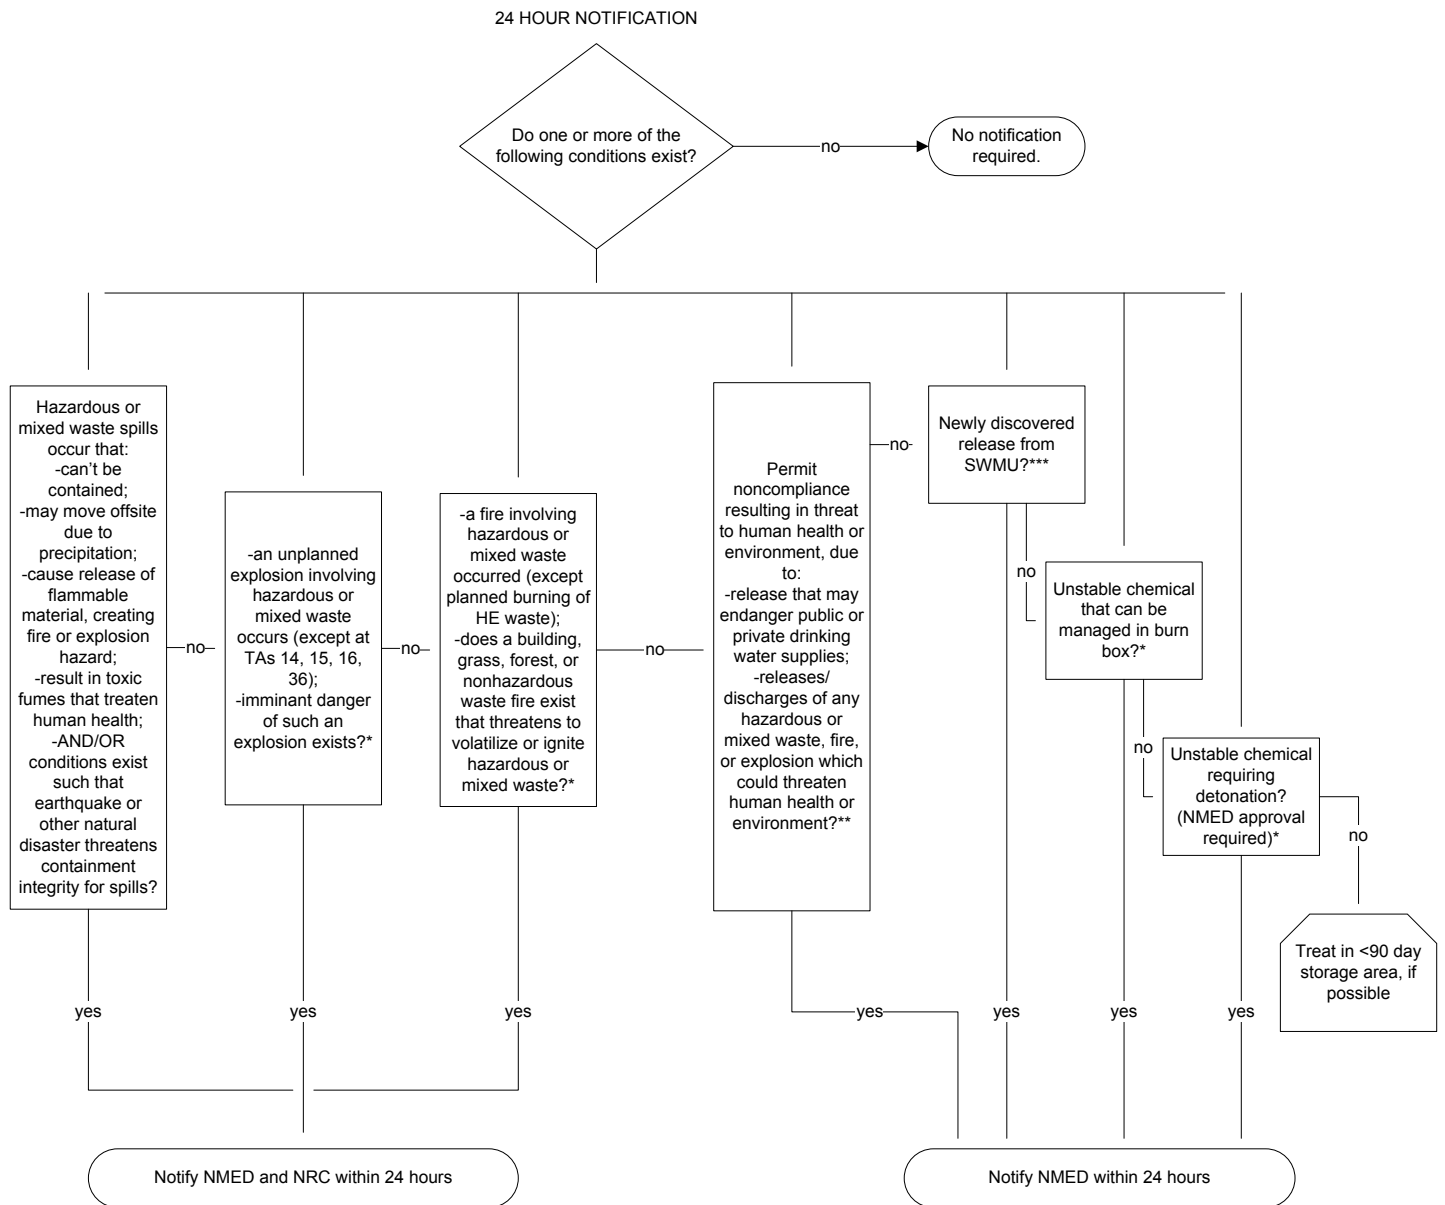 24 HOUR NOTIFICATION
Do one or more of the
following conditions exist?
no
No notification
required.
Hazardous or
mixed waste spills
occur that:
-can't be
contained;
-may move offsite
due to
precipitation;
-cause release of
flammable
material, creating
fire or explosion
hazard;
-result in toxic
fumes that treaten
human health;
-AND/OR
conditions exist
such that
earthquake or
other natural
disaster threatens
containment
integrity for spills?
no
-an unplanned
explosion involving
hazardous or
mixed waste
occurs (except at
TAs 14, 15, 16,
36);
-imminant danger
of such an
explosion exists?*
no
-a fire involving
hazardous or
mixed waste
occurred (except
planned burning of
HE waste);
-does a building,
grass, forest, or
nonhazardous
waste fire exist
that threatens to
volatilize or ignite
hazardous or
mixed waste?*
no
Permit
noncompliance
resulting in threat
to human health or
environment, due
to:
-release that may
endanger public or
private drinking
water supplies;
-releases/
discharges of any
hazardous or
mixed waste, fire,
or explosion which
could threaten
human health or
environment?**
no
Newly discovered
release from
SWMU?***
no
Unstable chemical
that can be
managed in burn
box?*
no
Unstable chemical
requiring
detonation?
(NMED approval
required)*
no
Treat in <90 day
storage area, if
possible
yes
yes
yes
yes
yes
yes
yes
Notify NMED and NRC within 24 hours
Notify NMED within 24 hours